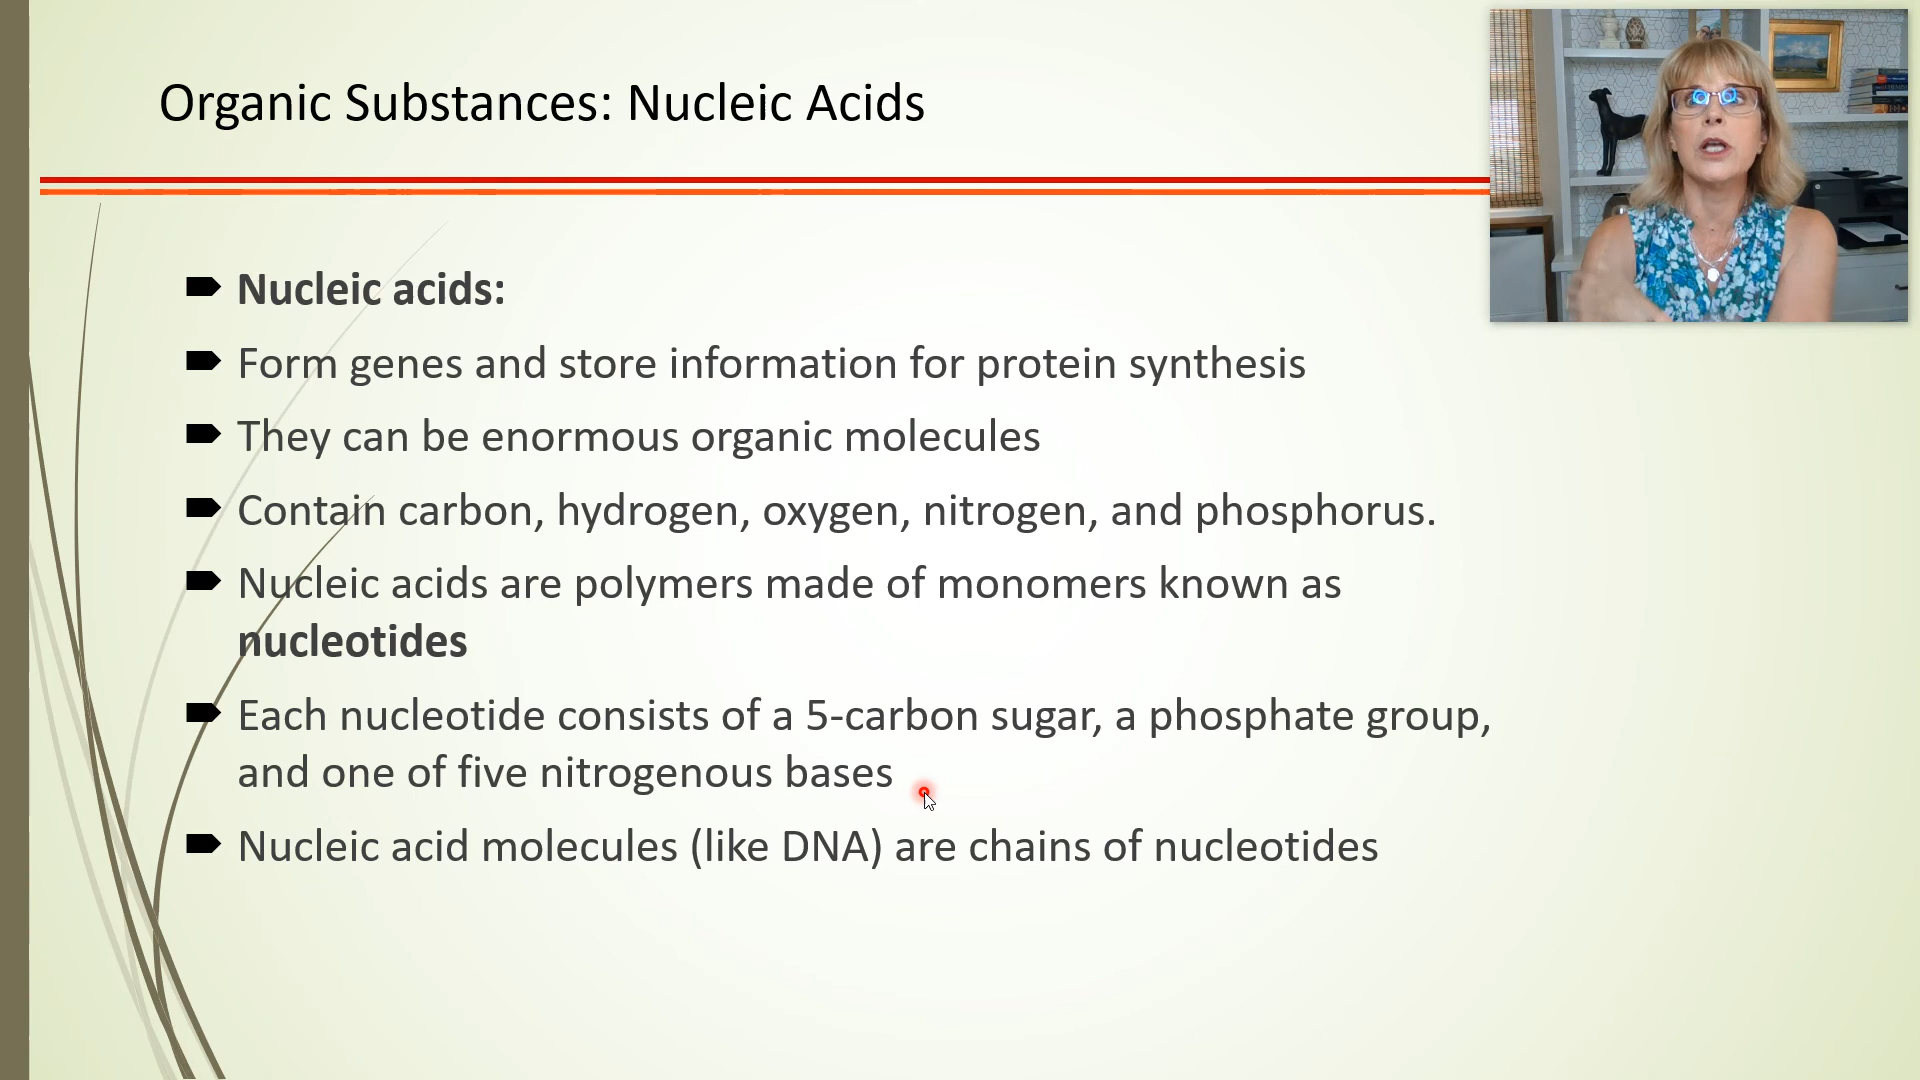 Organic Substances: Nucleic Acids
Nucleic acids:
Form genes and store information for protein synthesis
They can be enormous organic molecules
Contain carbon, hydrogen, oxygen, nitrogen, and phosphorus.
Nucleic acids are polymers made of monomers known as
nucleotides
Each nucleotide consists of a 5-carbon sugar, a phosphate group,
and one of five nitrogenous bases
Nucleic acid molecules (like DNA) are chains of nucleotides